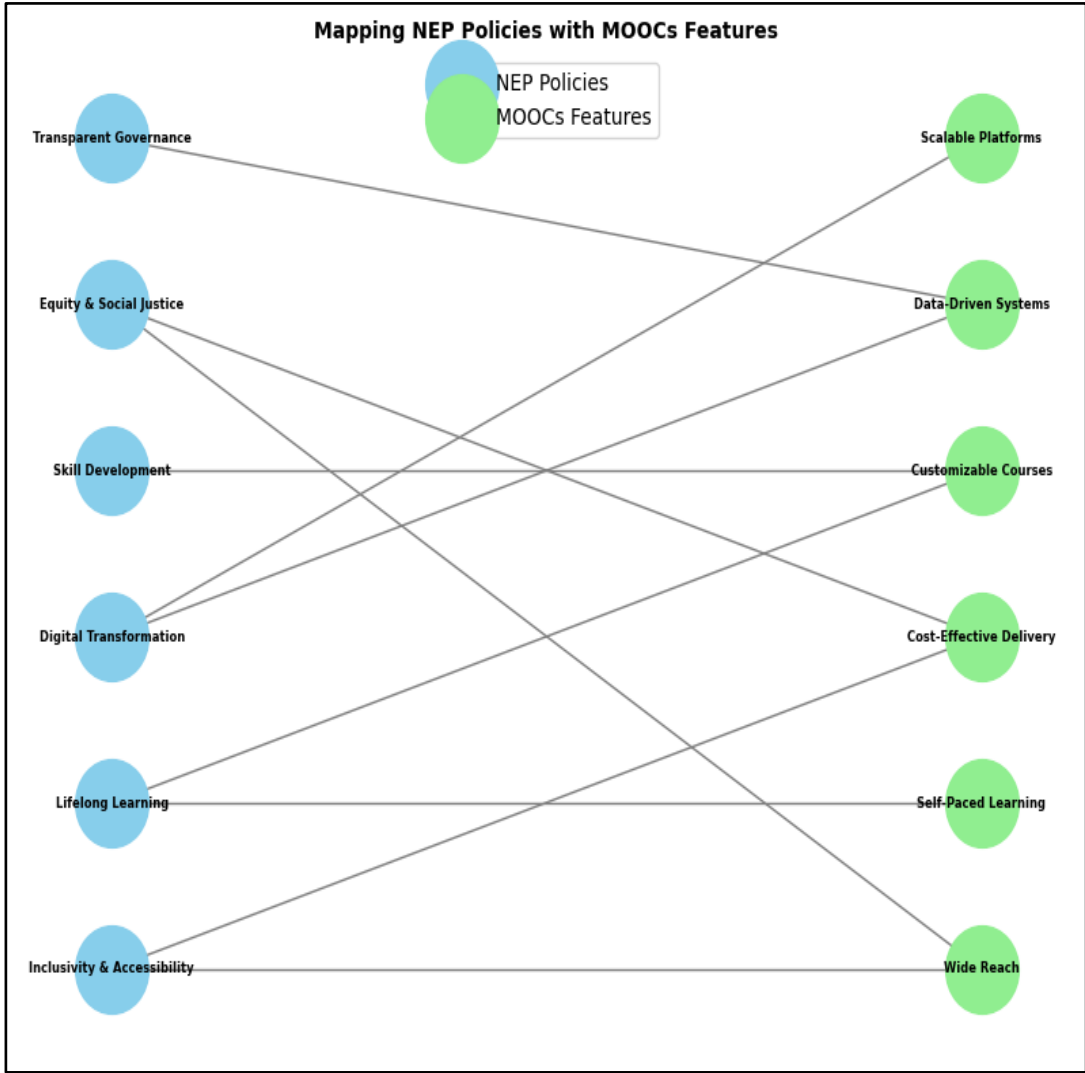 Mapping NEP Policies with MOOCs Features
NEP Policies
MOOCs Features
Transparent Governance
Scalable Platforms
Equity & Social Justice
Data-Driven Systems
Skill Development
Customizable Courses
Digital Transformation
Cost-Effective Delivery
Lifelong Learning
Self-Paced Learning
Inclusivity & Accessibility
Wide Reach